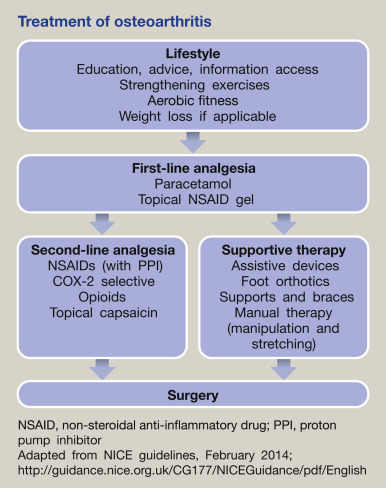 Treatment of osteoarthritis
Lifestyle
Education, advice, information access
Strengthening exercises
Aerobic fitness
Weight loss if applicable
First-line analgesia
Paracetamol
Topical NSAID gel
Second-line analgesia
NSAIDs (with PPI)
COX-2 selective
Opioids
Topical capsaicin
Supportive therapy
Assistive devices
Foot orthotics
Supports and braces
Manual therapy
(manipulation and
stretching)
Surgery
NSAID, non-steroidal anti-inflammatory drug; PPI, proton
pump inhibitor
Adapted from NICE guidelines, February 2014;
http://guidance.nice.org.uk/CG177/NICEGuidance/pdf/English